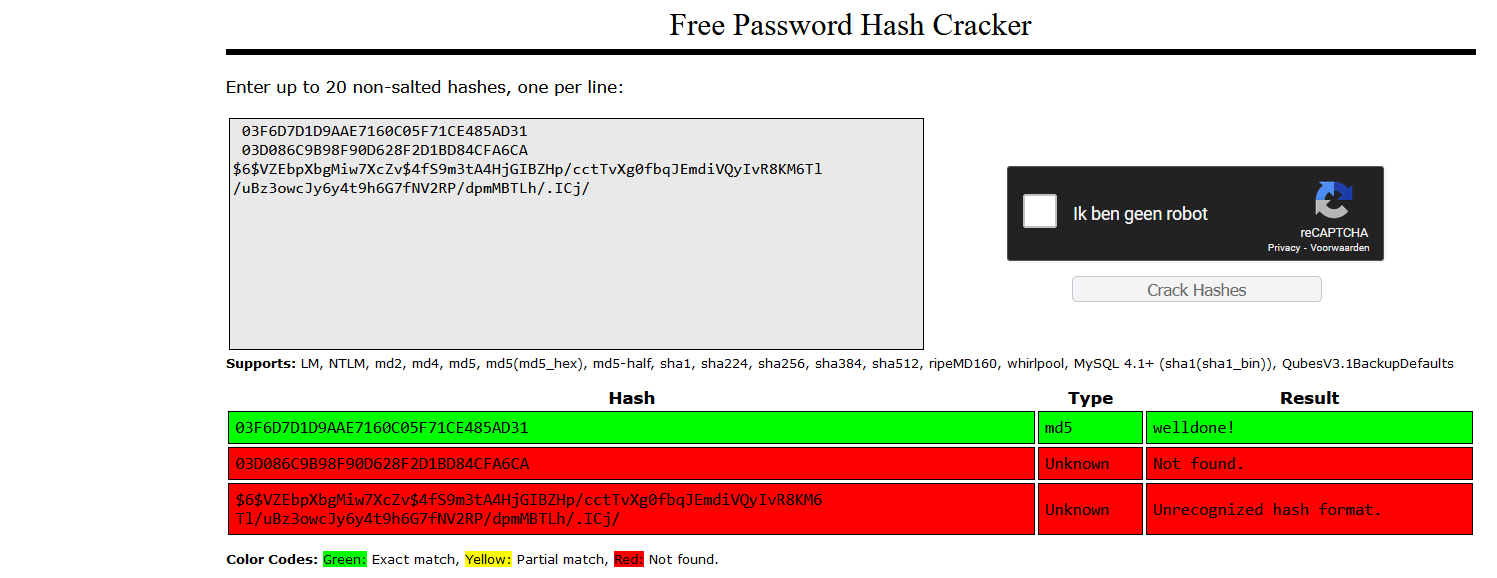 Free Password Hash Cracker
Enter up to 20 non-salted hashes, one per line:
03F6D7D1D9AAE7160C05F71CE485AD31
03D086C9B98F90D628F2D1BD84CFA6CA
$6$VZEbpXbgMiw7XcZv$4fS9m3tA4HjGIBZHp/cctTvXg0fbqJEmdiVQyIvR8KM6Tl
/uBz3owcJy6y4t9h6G7fNV2RP/dpmMBTLh/.ICj/
Ik ben geen robot
reCAPTCHA
Privacy - Voorwaarden
Crack Hashes
Supports: LM, NTLM, md2, md4, md5, md5(md5_hex), md5-half, sha1, sha224, sha256, sha384, sha512, ripeMD160, whirlpool, MySQL 4.1+ (sha1(sha1_bin)), QubesV3.1BackupDefaults
Hash Type Result
03F6D7D1D9AAE7160C05F71CE485AD31 md5 welldone!
03D086C9B98F90D628F2D1BD84CFA6CA Unknown Not found.
$6$VZEbpXbgMiw7XcZv$4fS9m3tA4HjGIBZHp/cctTvXg0fbqJEmdiVQyIvR8KM6
Tl/uBz3owcJy6y4t9h6G7fNV2RP/dpmMBTLh/.ICj/ Unknown Unrecognized hash format.
Color Codes: Green: Exact match, Yellow: Partial match, Red: Not found.